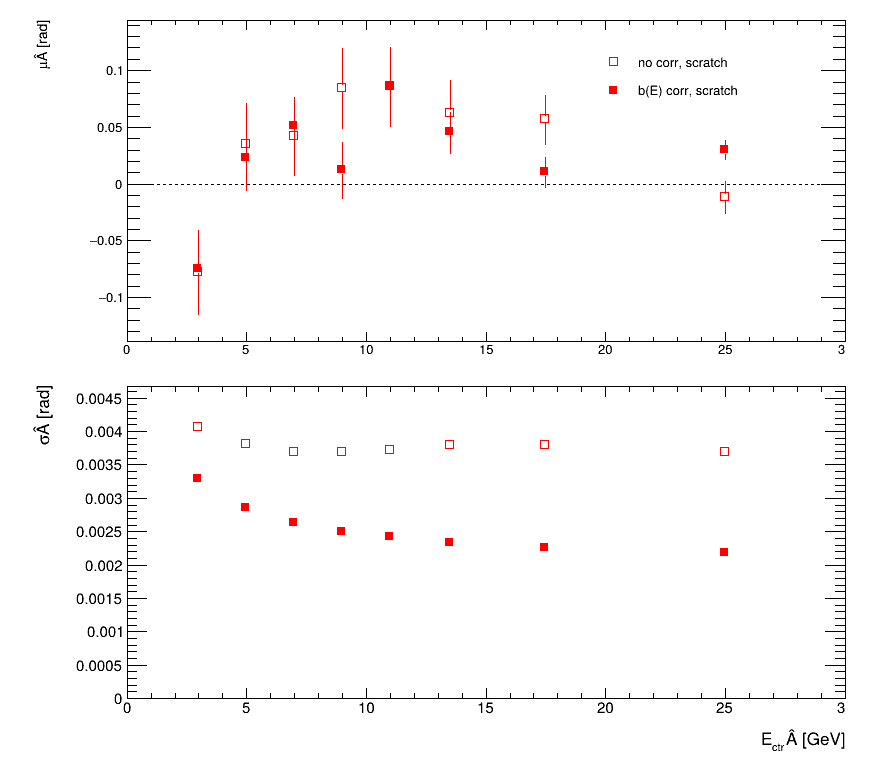 μÂ [rad]
0.1
0.05
0
−0.05
−0.1
no corr, scratch
b(E) corr, scratch
0 5 10 15 20 25 3
σÂ [rad]
0.0045
0.004
0.0035
0.003
0.0025
0.002
0.0015
0.001
0.0005
0
0 5 10 15 20 25 3
E_ctr Â [GeV]